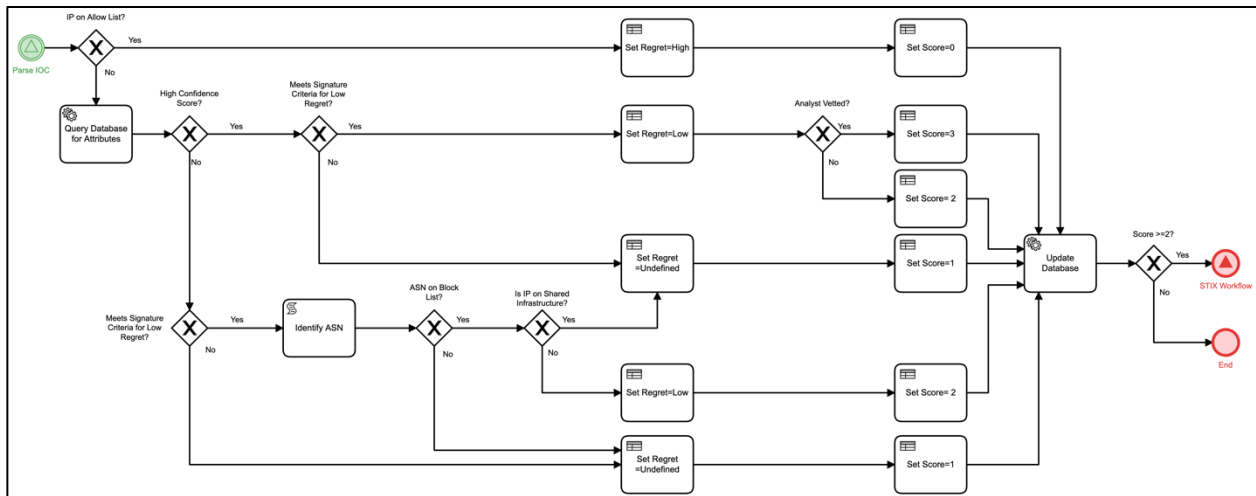 IP on Allow List?
Yes
No
Parse IOC
Set Regret=High
Set Score=0
Query Database
for Attributes
High Confidence
Score?
Yes
No
Meets Signature
Criteria for Low
Regret?
Yes
No
Set Regret=Low
Analyst Vetted?
Yes
No
Set Score=3
Set Score= 2
Set Regret
=Undefined
Set Score=1
Update
Database
Score >=2?
Yes
No
STIX Workflow
End
Meets Signature
Criteria for Low
Regret?
Yes
No
Identify ASN
ASN on Block
List?
Yes
No
Is IP on Shared
Infrastructure?
Yes
No
Set Regret=Low
Set Score= 2
Set Regret
=Undefined
Set Score=1